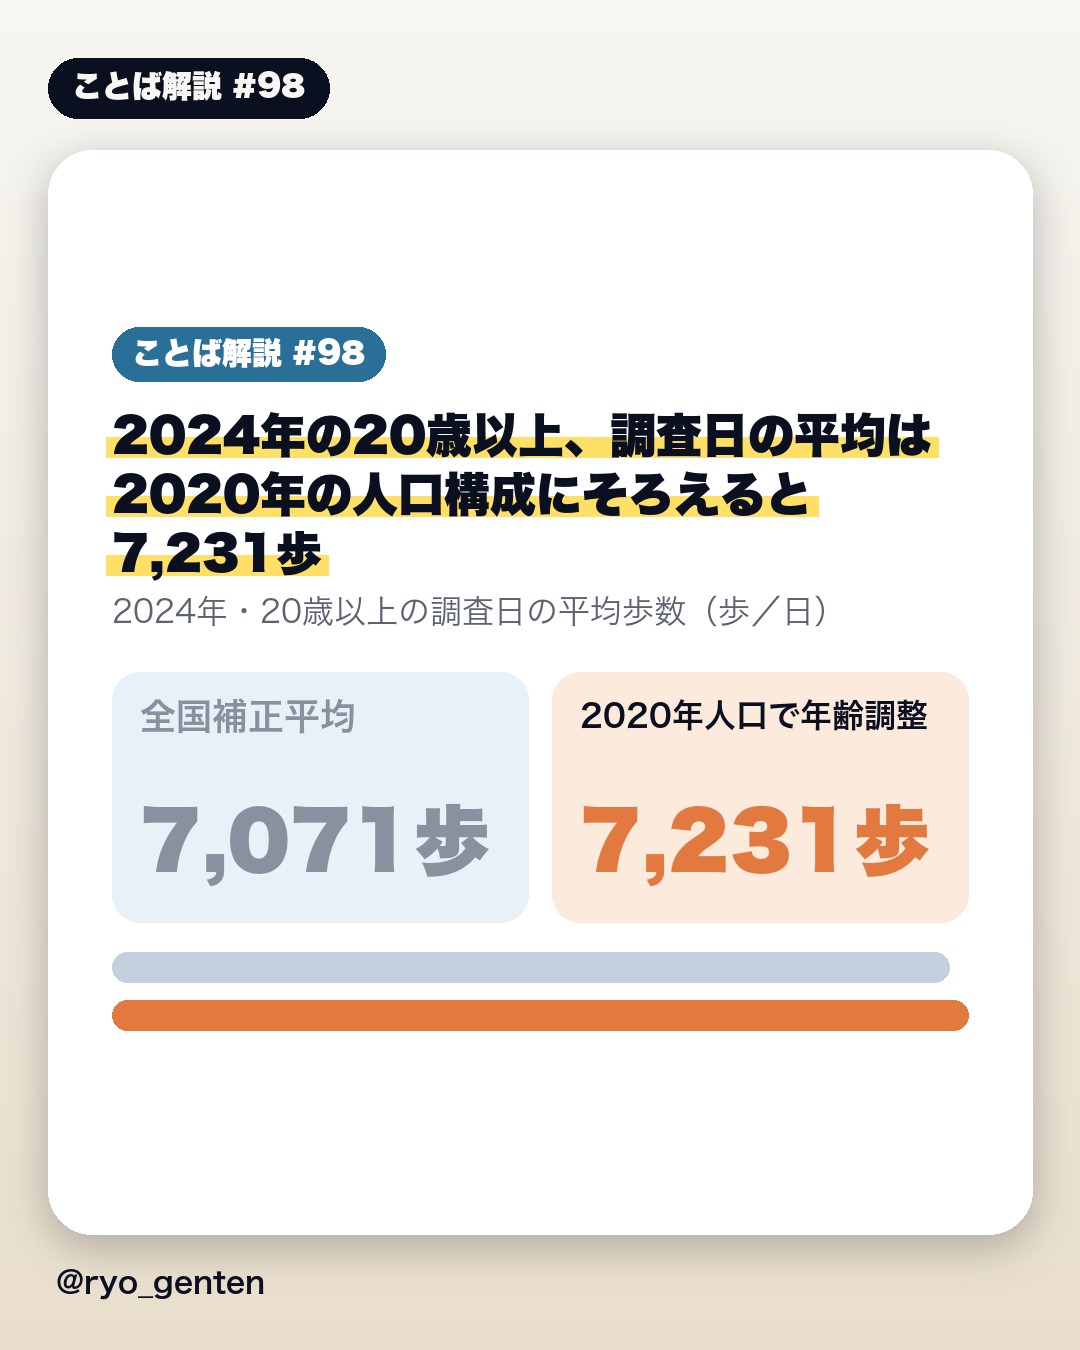 ことば解説 #98
ことば解説 #98
2024年の20歳以上、調査日の平均は
2020年の人口構成にそろえると
7,231歩
2024年・20歳以上の調査日の平均歩数（歩／日）
全国補正平均
7,071歩
2020年人口で年齢調整
7,231歩
@ryo_genten